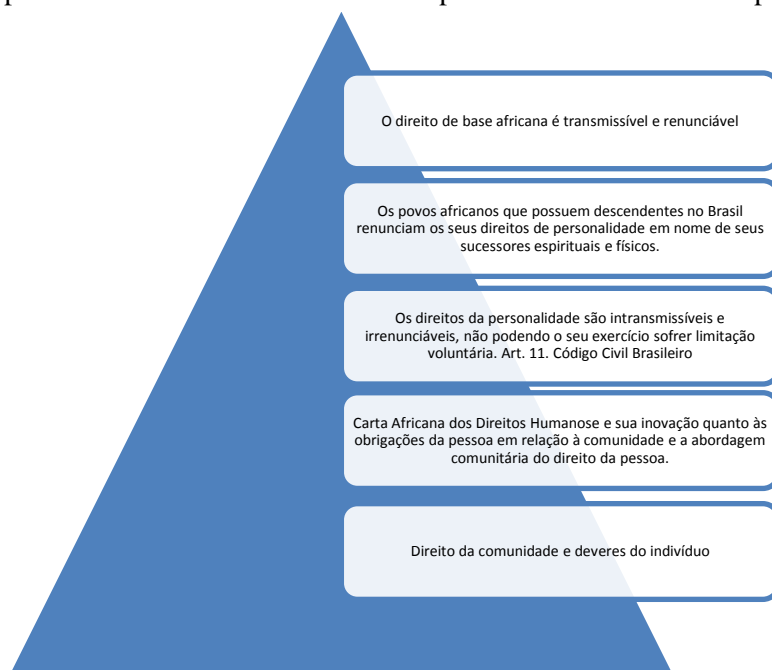 O direito de base africana é transmissível e renunciável
Os povos africanos que possuem descendentes no Brasil
renunciam os seus direitos de personalidade em nome de seus
sucessores espirituais e físicos.
Os direitos da personalidade são intransmissíveis e
irrenunciáveis, não podendo o seu exercício sofrer limitação
voluntária. Art. 11. Código Civil Brasileiro
Carta Africana dos Direitos Humanose e sua inovação quanto às
obrigações da pessoa em relação à comunidade e a abordagem
comunitária do direito da pessoa.
Direito da comunidade e deveres do indivíduo